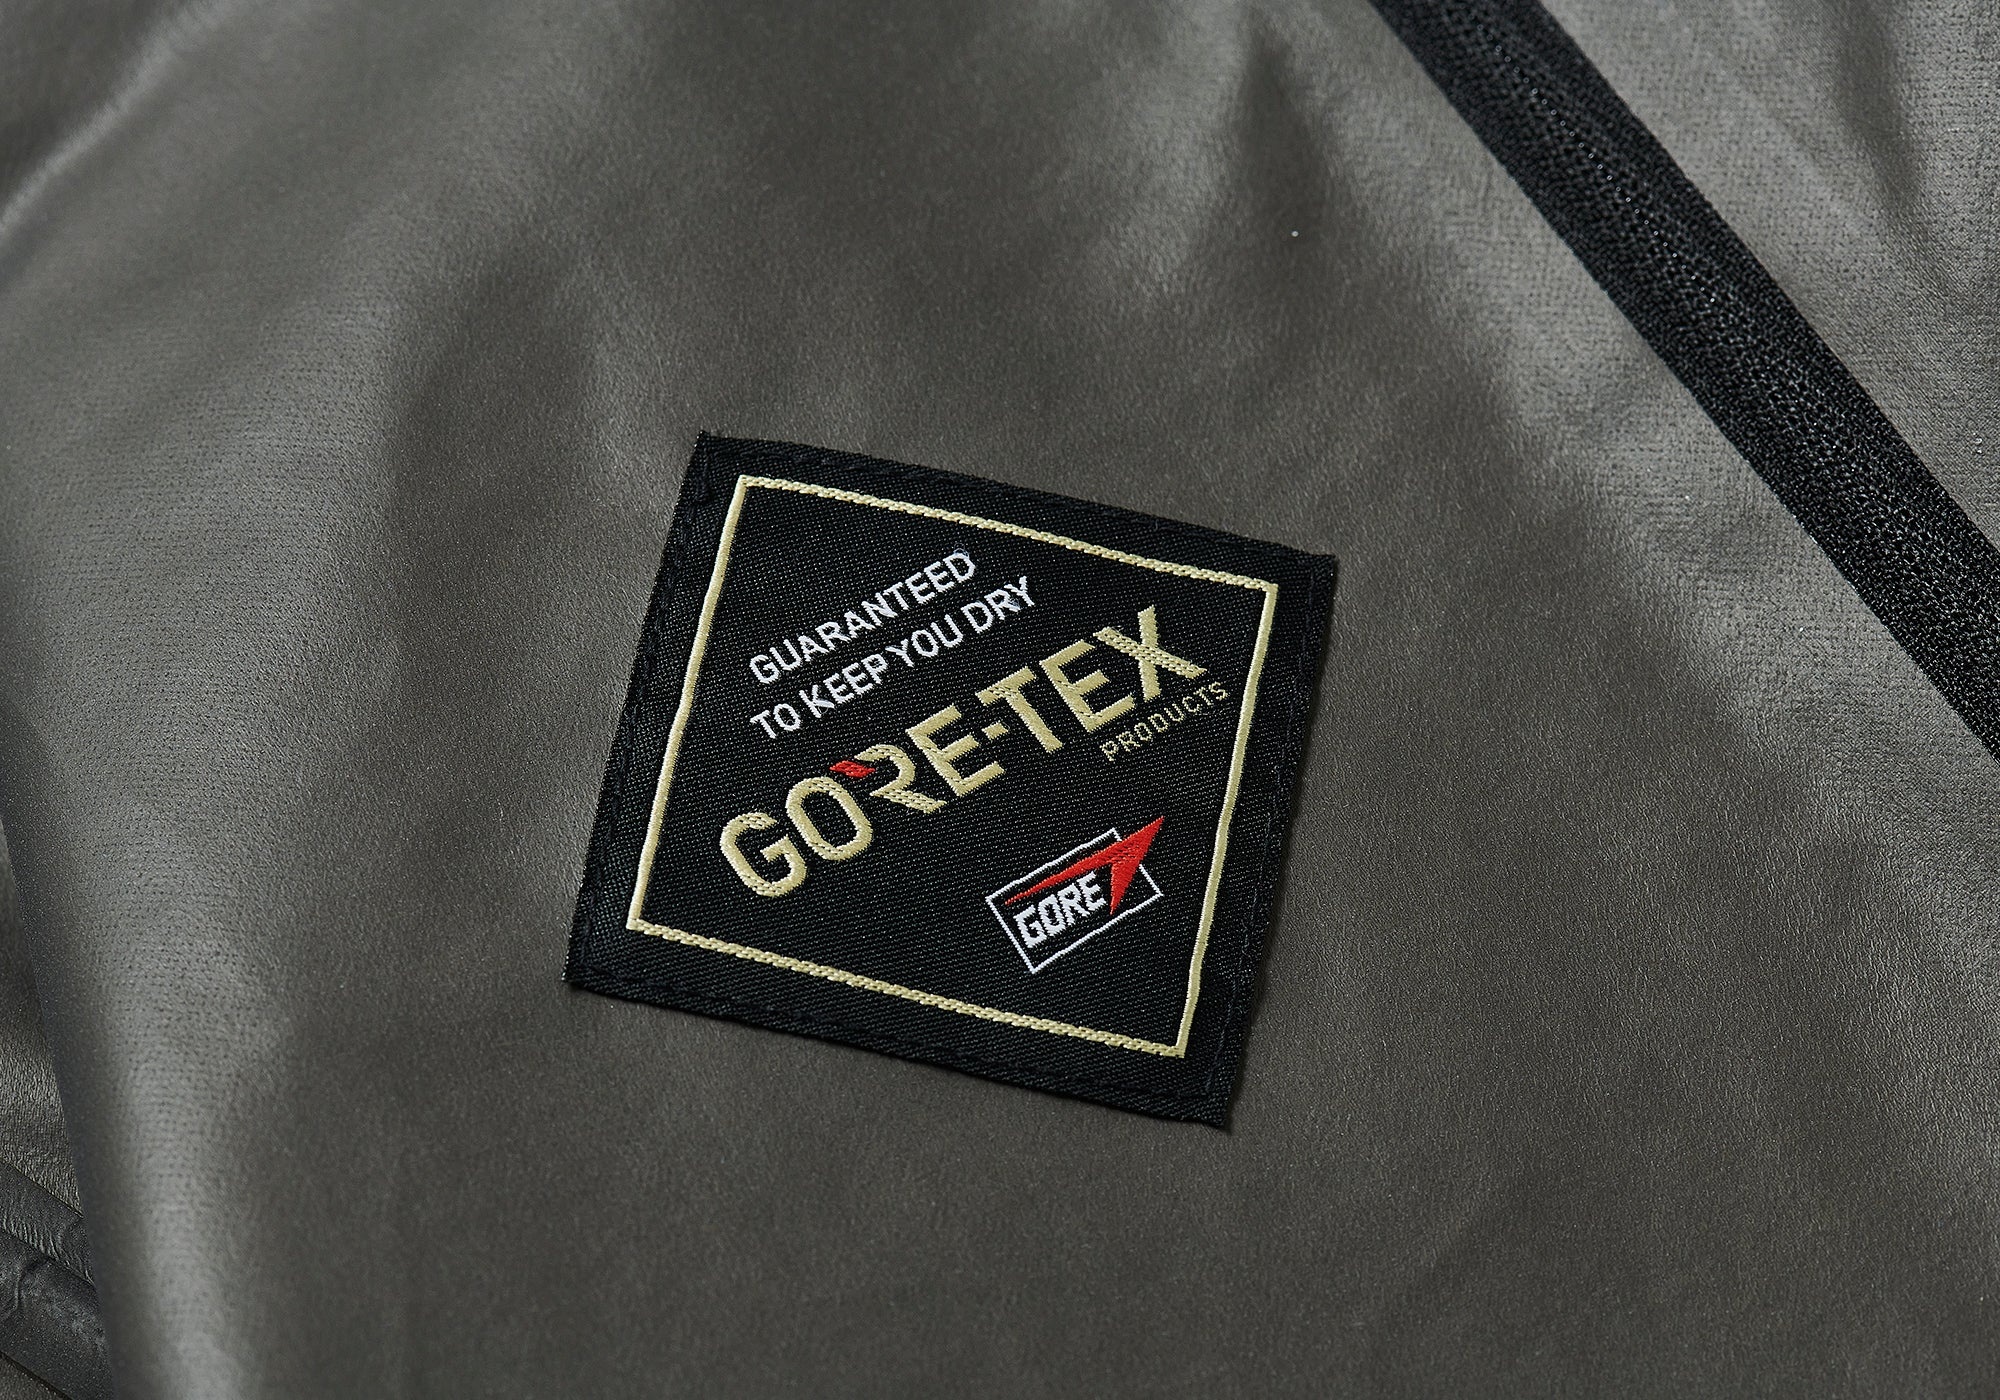 GUARANTEED
TO KEEP YOU DRY
GORE-TEX
PRODUCTS
GORE